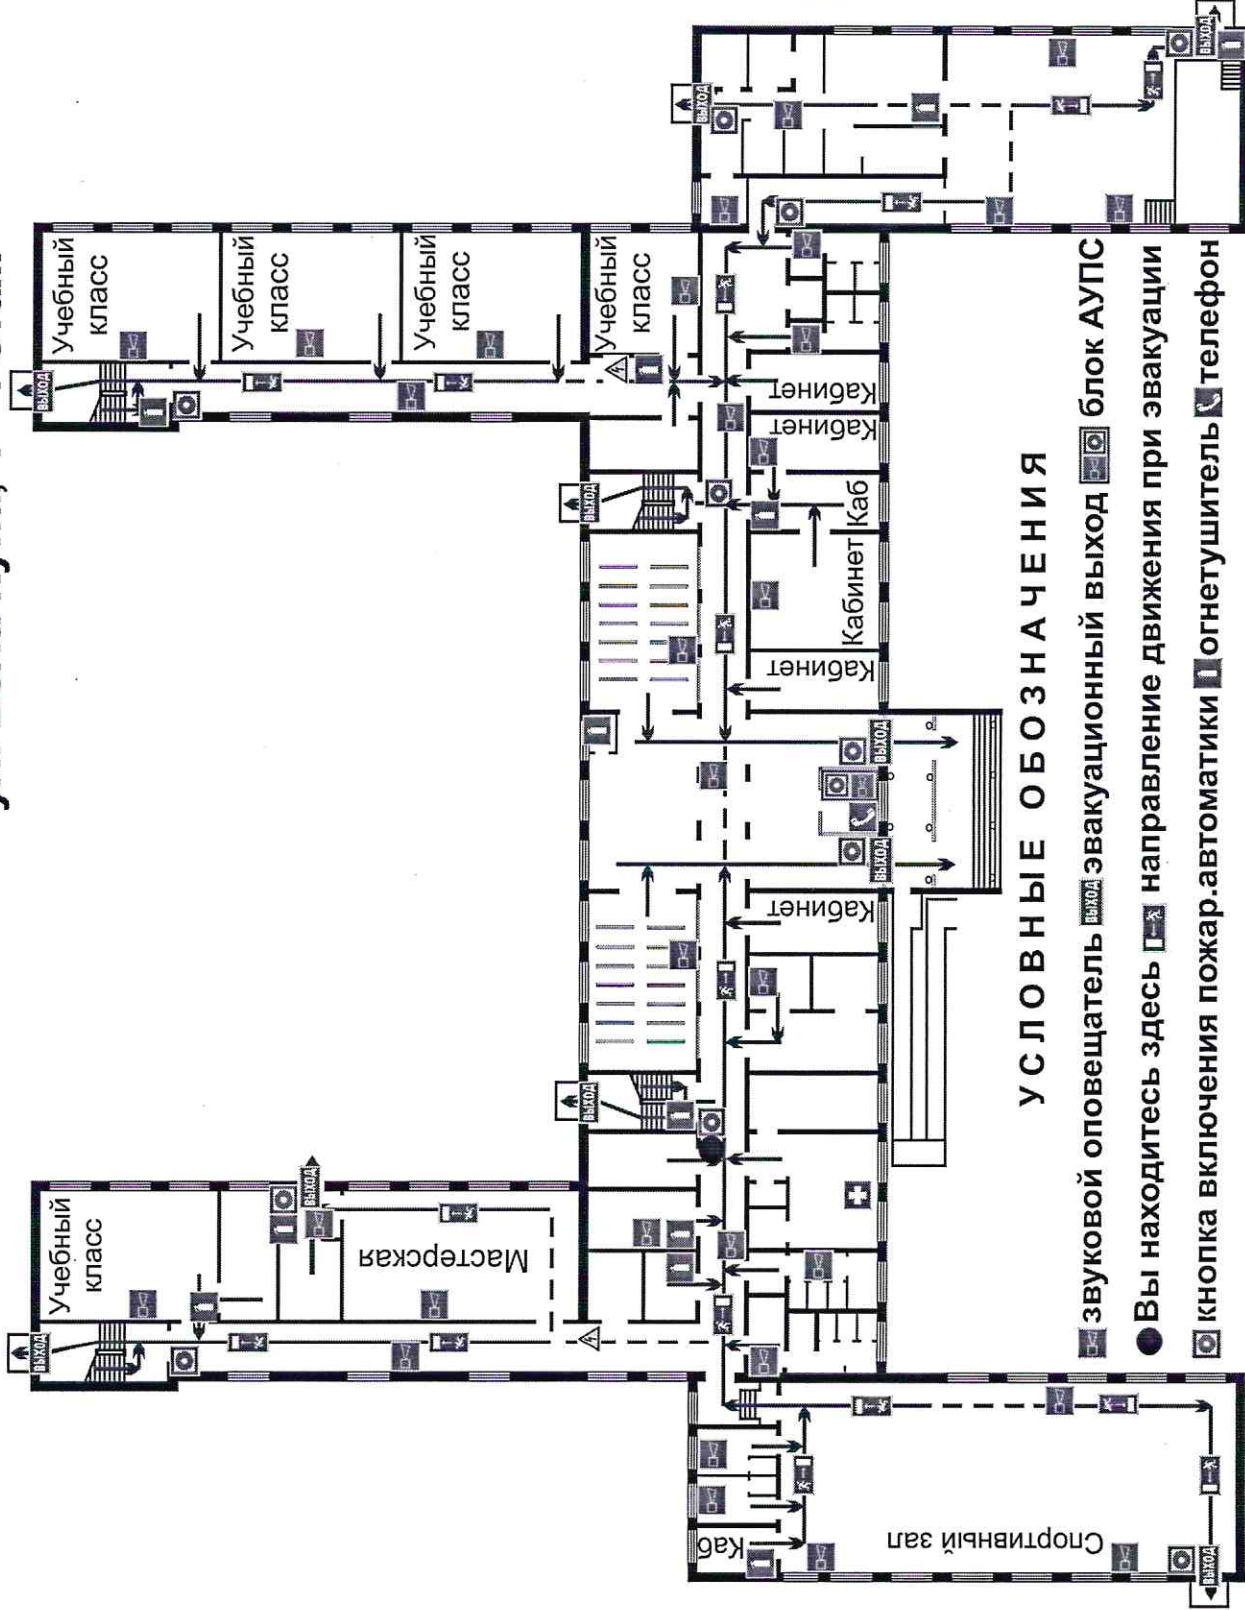 Учебный
класс
Учебный
класс
Учебный
класс
Учебный
класс
Учебный
класс
Мастерская
Кабинет
Кабинет
Каб
Кабинет
Кабинет
Кабинет
Каб
Спортивный зал
ВЫХОД
ВЫХОД
ВЫХОД
ВЫХОД
ВЫХОД
ВЫХОД
ВЫХОД
ВЫХОД
ВЫХОД
ВЫХОД
УСЛОВНЫЕ ОБОЗНАЧЕНИЯ
звуковой оповещатель ВЫХОД эвакуационный выход блок АУПС
Вы находитесь здесь направление движения при эвакуации
кнопка включения пожар.автоматики огнетушитель телефон